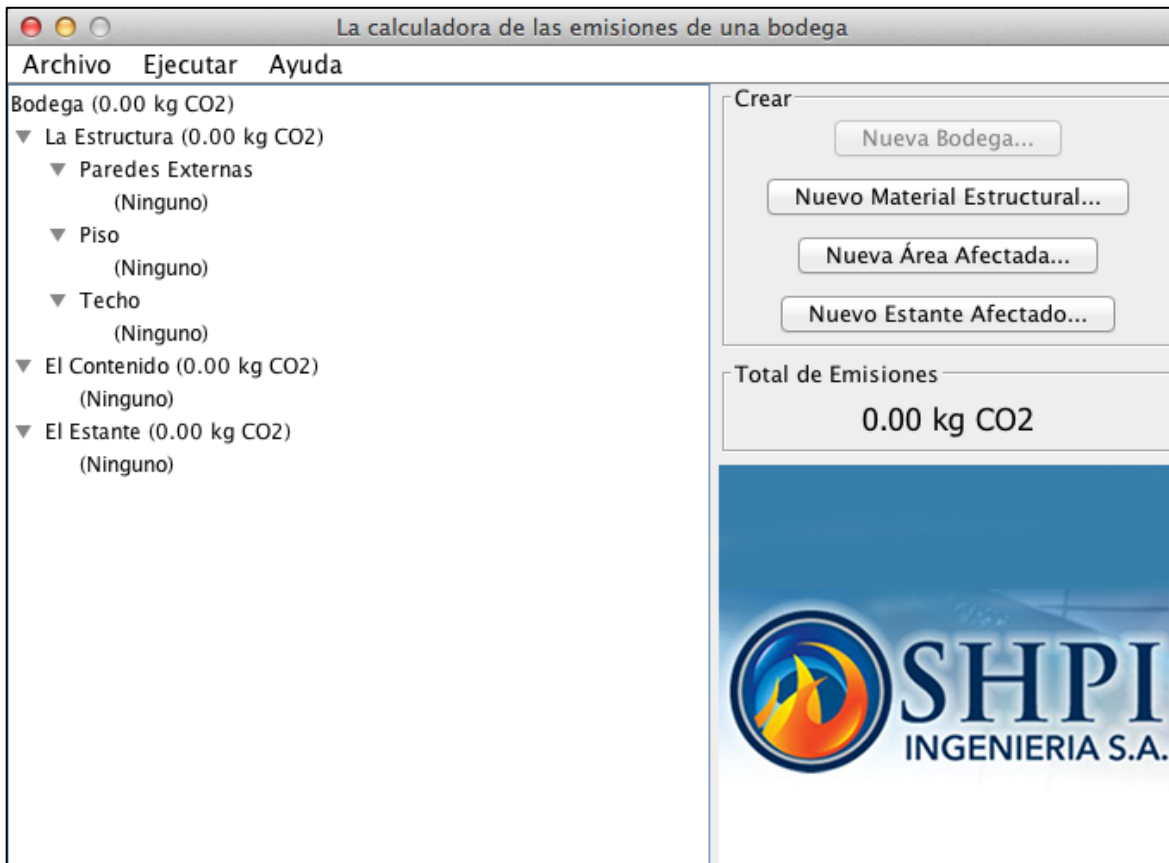 La calculadora de las emisiones de una bodega
Archivo Ejecutar Ayuda
Bodega (0.00 kg CO2)
La Estructura (0.00 kg CO2)
Paredes Externas
(Ninguno)
Piso
(Ninguno)
Techo
(Ninguno)
El Contenido (0.00 kg CO2)
(Ninguno)
El Estante (0.00 kg CO2)
(Ninguno)
Crear
Nueva Bodega...
Nuevo Material Estructural...
Nueva Área Afectada...
Nuevo Estante Afectado...
Total de Emisiones
0.00 kg CO2
SHPI
INGENIERIA S.A.